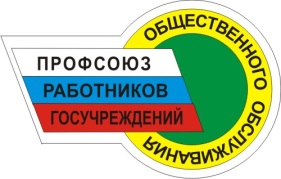 ПРОФСОЮЗ
РАБОТНИКОВ
ГОСУЧРЕЖДЕНИЙ
ОБЩЕСТВЕННОГО ОБСЛУЖИВАНИЯ